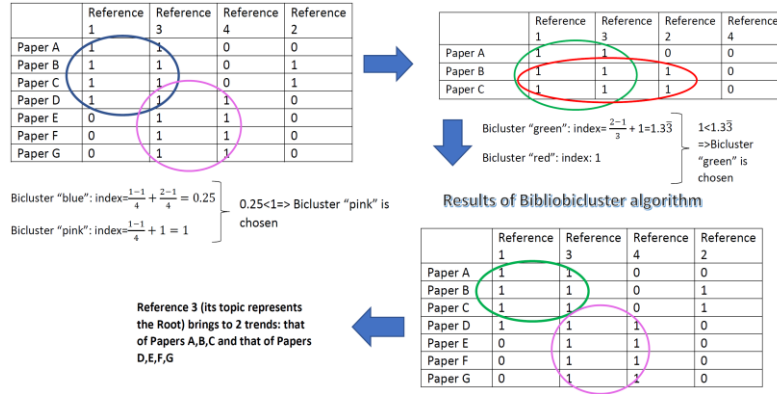 Reference 1 Reference 3 Reference 4 Reference 2
Paper A 1 1 0 0
Paper B 1 1 0 1
Paper C 1 1 0 1
Paper D 1 1 1 0
Paper E 0 1 1 0
Paper F 0 1 1 0
Paper G 0 1 1 0
Reference 1 Reference 3 Reference 2 Reference 4
Paper A 1 1 0 0
Paper B 1 1 1 0
Paper C 1 1 1 0
Bicluster “green”: index=(2−1)/3 + 1=1.33̅
Bicluster “red”: index: 1
1<1.33̅
=>Bicluster
“green” is
chosen
Bicluster “blue”: index=(1−1)/4 + (2−1)/4 = 0.25
Bicluster “pink”: index=(1−1)/4 + 1 = 1
0.25<1=> Bicluster “pink” is
chosen
Results of Bibliobicluster algorithm
Reference 1 Reference 3 Reference 4 Reference 2
Paper A 1 1 0 0
Paper B 1 1 0 1
Paper C 1 1 0 1
Paper D 1 1 1 0
Paper E 0 1 1 0
Paper F 0 1 1 0
Paper G 0 1 1 0
Reference 3 (its topic represents
the Root) brings to 2 trends: that
of Papers A,B,C and that of Papers
D,E,F,G